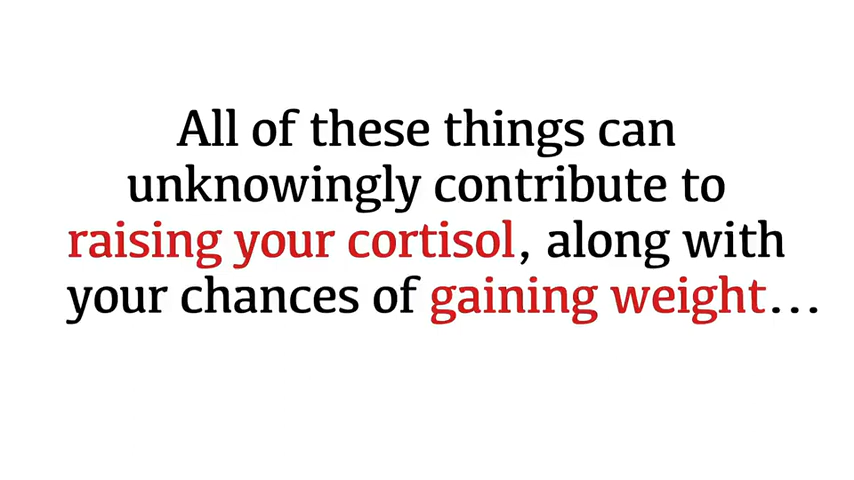 All of these things can
unknowingly contribute to
raising your cortisol, along with
your chances of gaining weight...